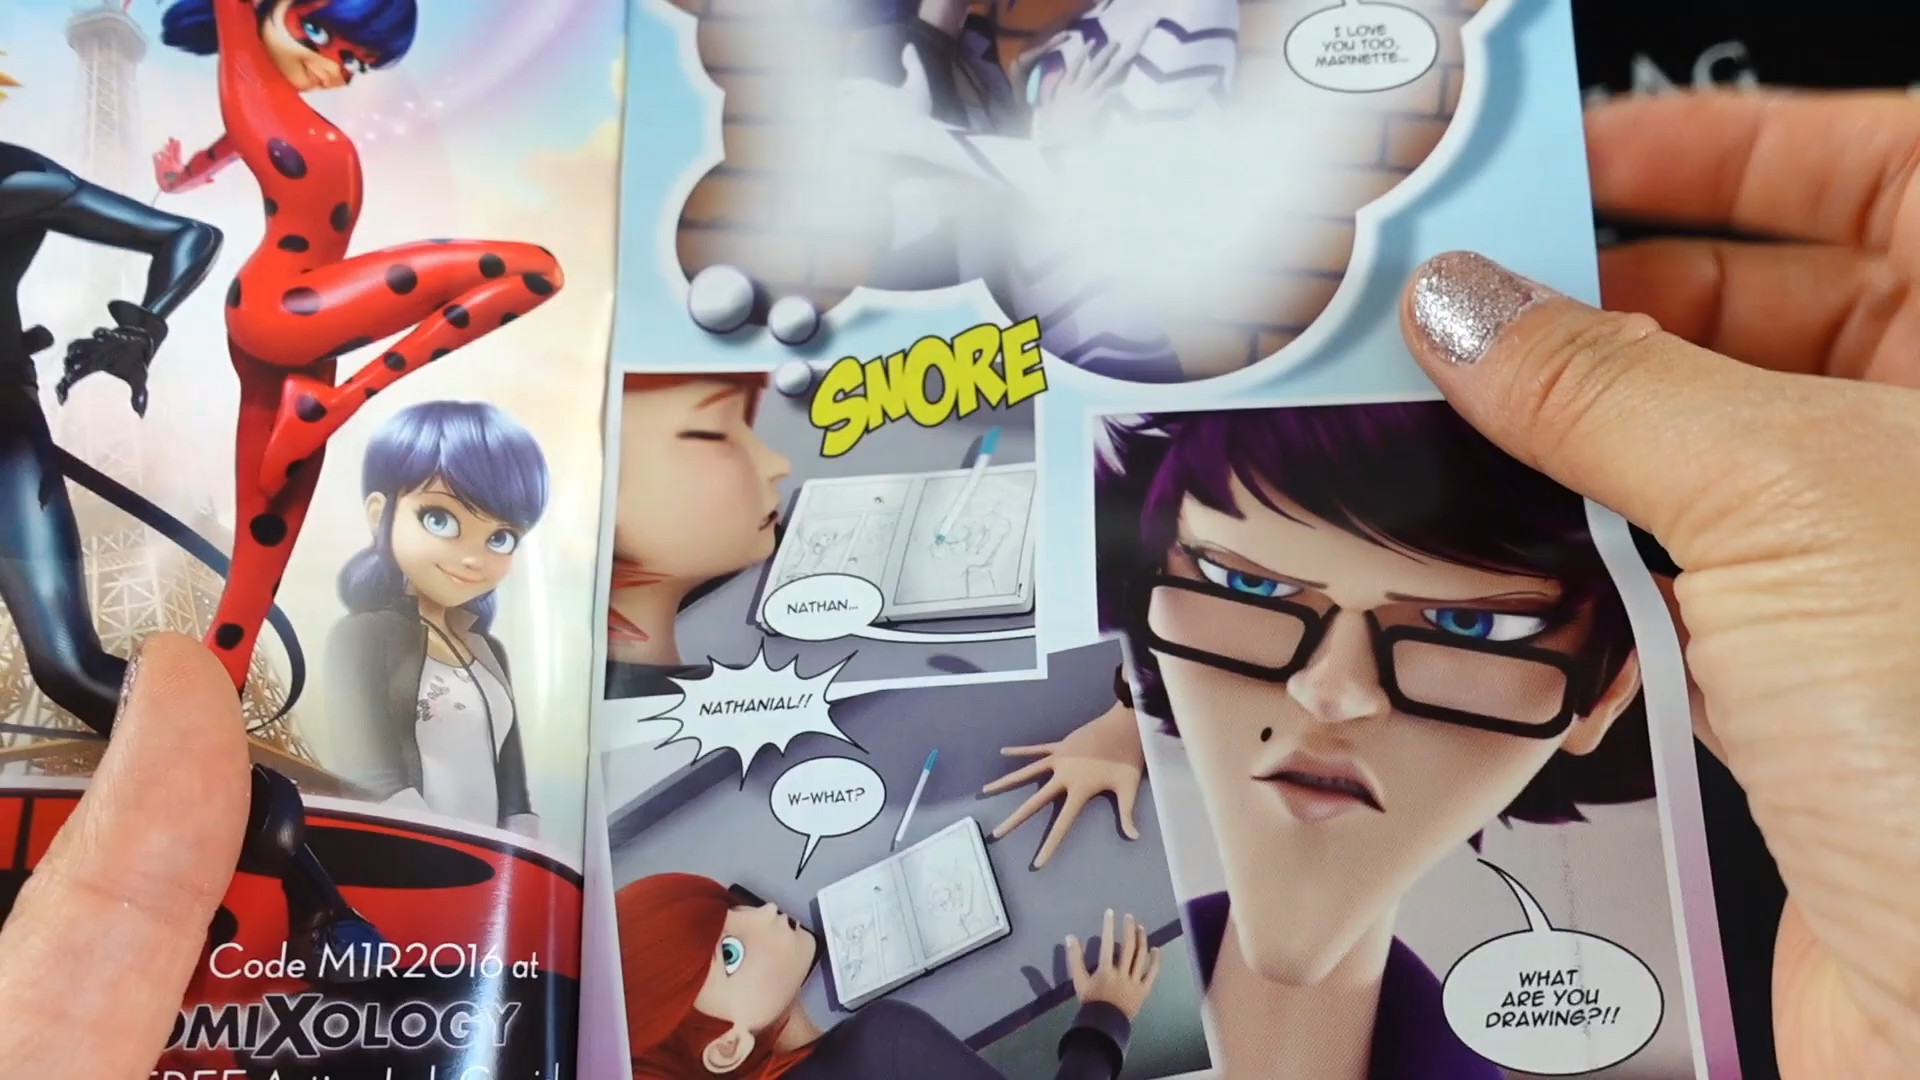 Code M1R2016 at
OMIXOLOGY
I LOVE
YOU TOO,
MARINETTE...
SNORE
NATHAN...
NATHANIAL!!
W-WHAT?
WHAT
ARE YOU
DRAWING?!!